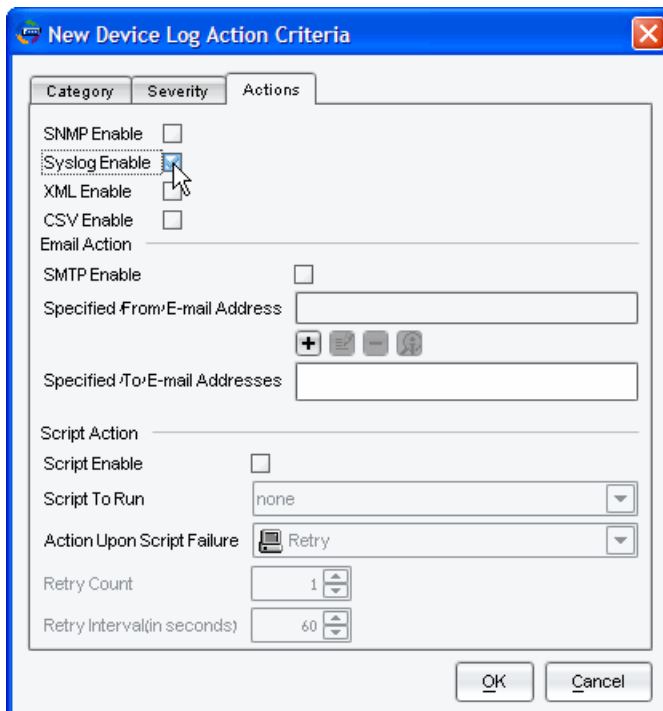 New Device Log Action Criteria
Category Severity Actions
SNMP Enable
Syslog Enable
XML Enable
CSV Enable
Email Action
SMTP Enable
Specified 'From' E-mail Address
Specified 'To' E-mail Addresses
Script Action
Script Enable
Script To Run none
Action Upon Script Failure Retry
Retry Count 1
Retry Interval(in seconds) 60
OK Cancel